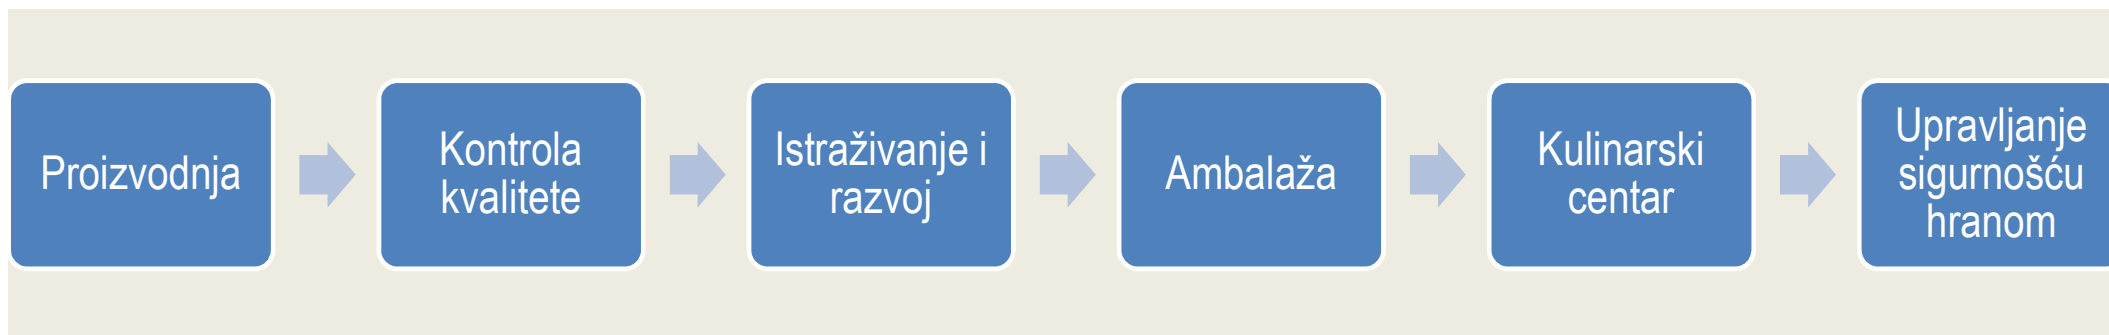 Proizvodnja
Kontrola
kvalitete
Istraživanje i
razvoj
Ambalaža
Kulinarski
centar
Upravljanje
sigurnošću
hranom